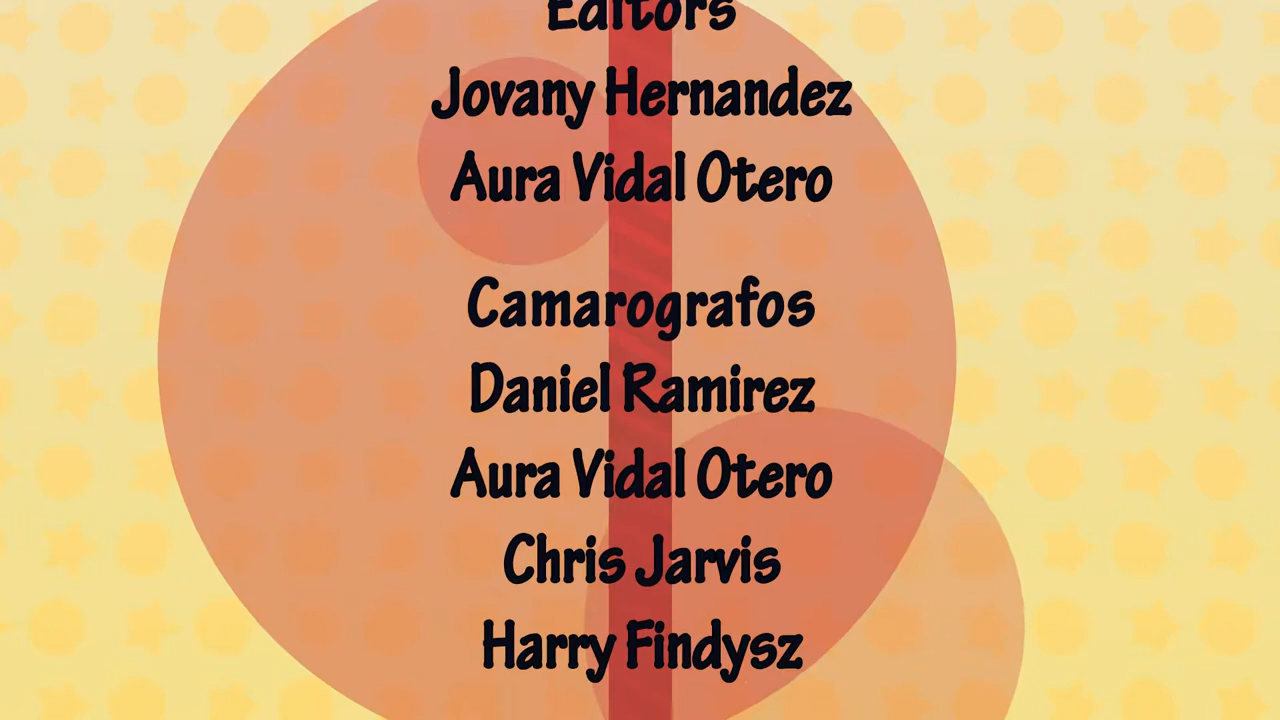 Editors
Jovany Hernandez
Aura Vidal Otero
Camarografos
Daniel Ramirez
Aura Vidal Otero
Chris Jarvis
Harry Findysz